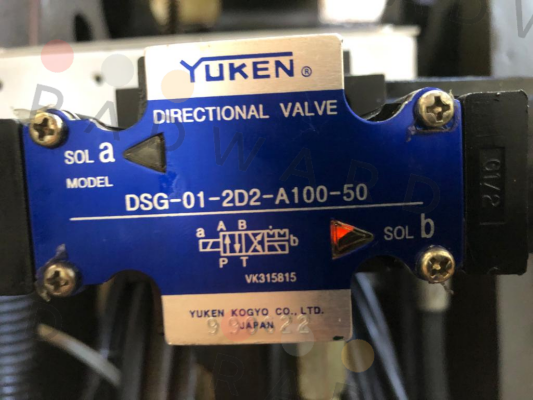 YUKEN ®
DIRECTIONAL VALVE
SOL a
MODEL
DSG-01-2D2-A100-50
A B
a
b
P T
SOL b
VK315815
YUKEN KOGYO CO., LTD.
JAPAN
G1/2
BADWARD